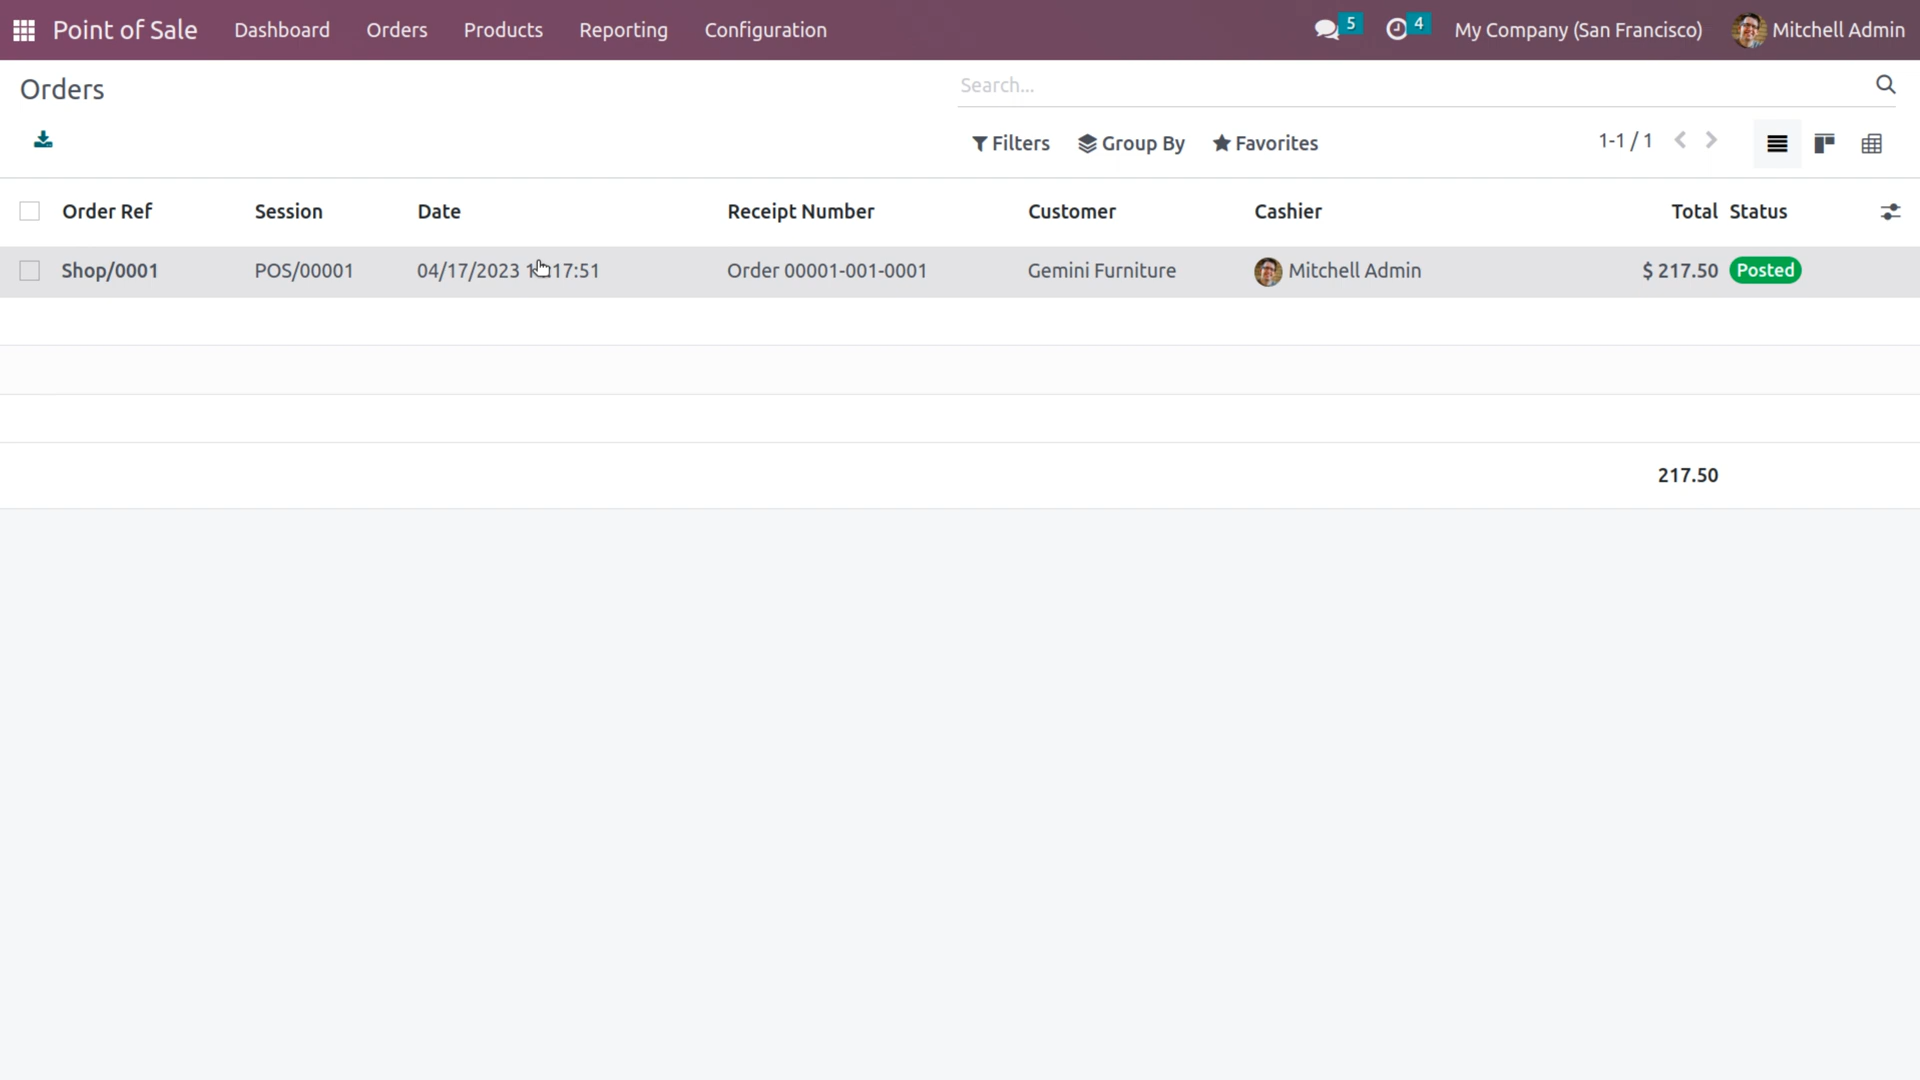 Point of Sale Dashboard Orders Products Reporting Configuration 5 4 My Company (San Francisco) Mitchell Admin
Orders Search...
Filters Group By Favorites 1-1 / 1
Order Ref Session Date Receipt Number Customer Cashier Total Status
Shop/0001 POS/00001 04/17/2023 Order 00001-001-0001 Gemini Furniture Mitchell Admin $ 217.50 Posted
217.50